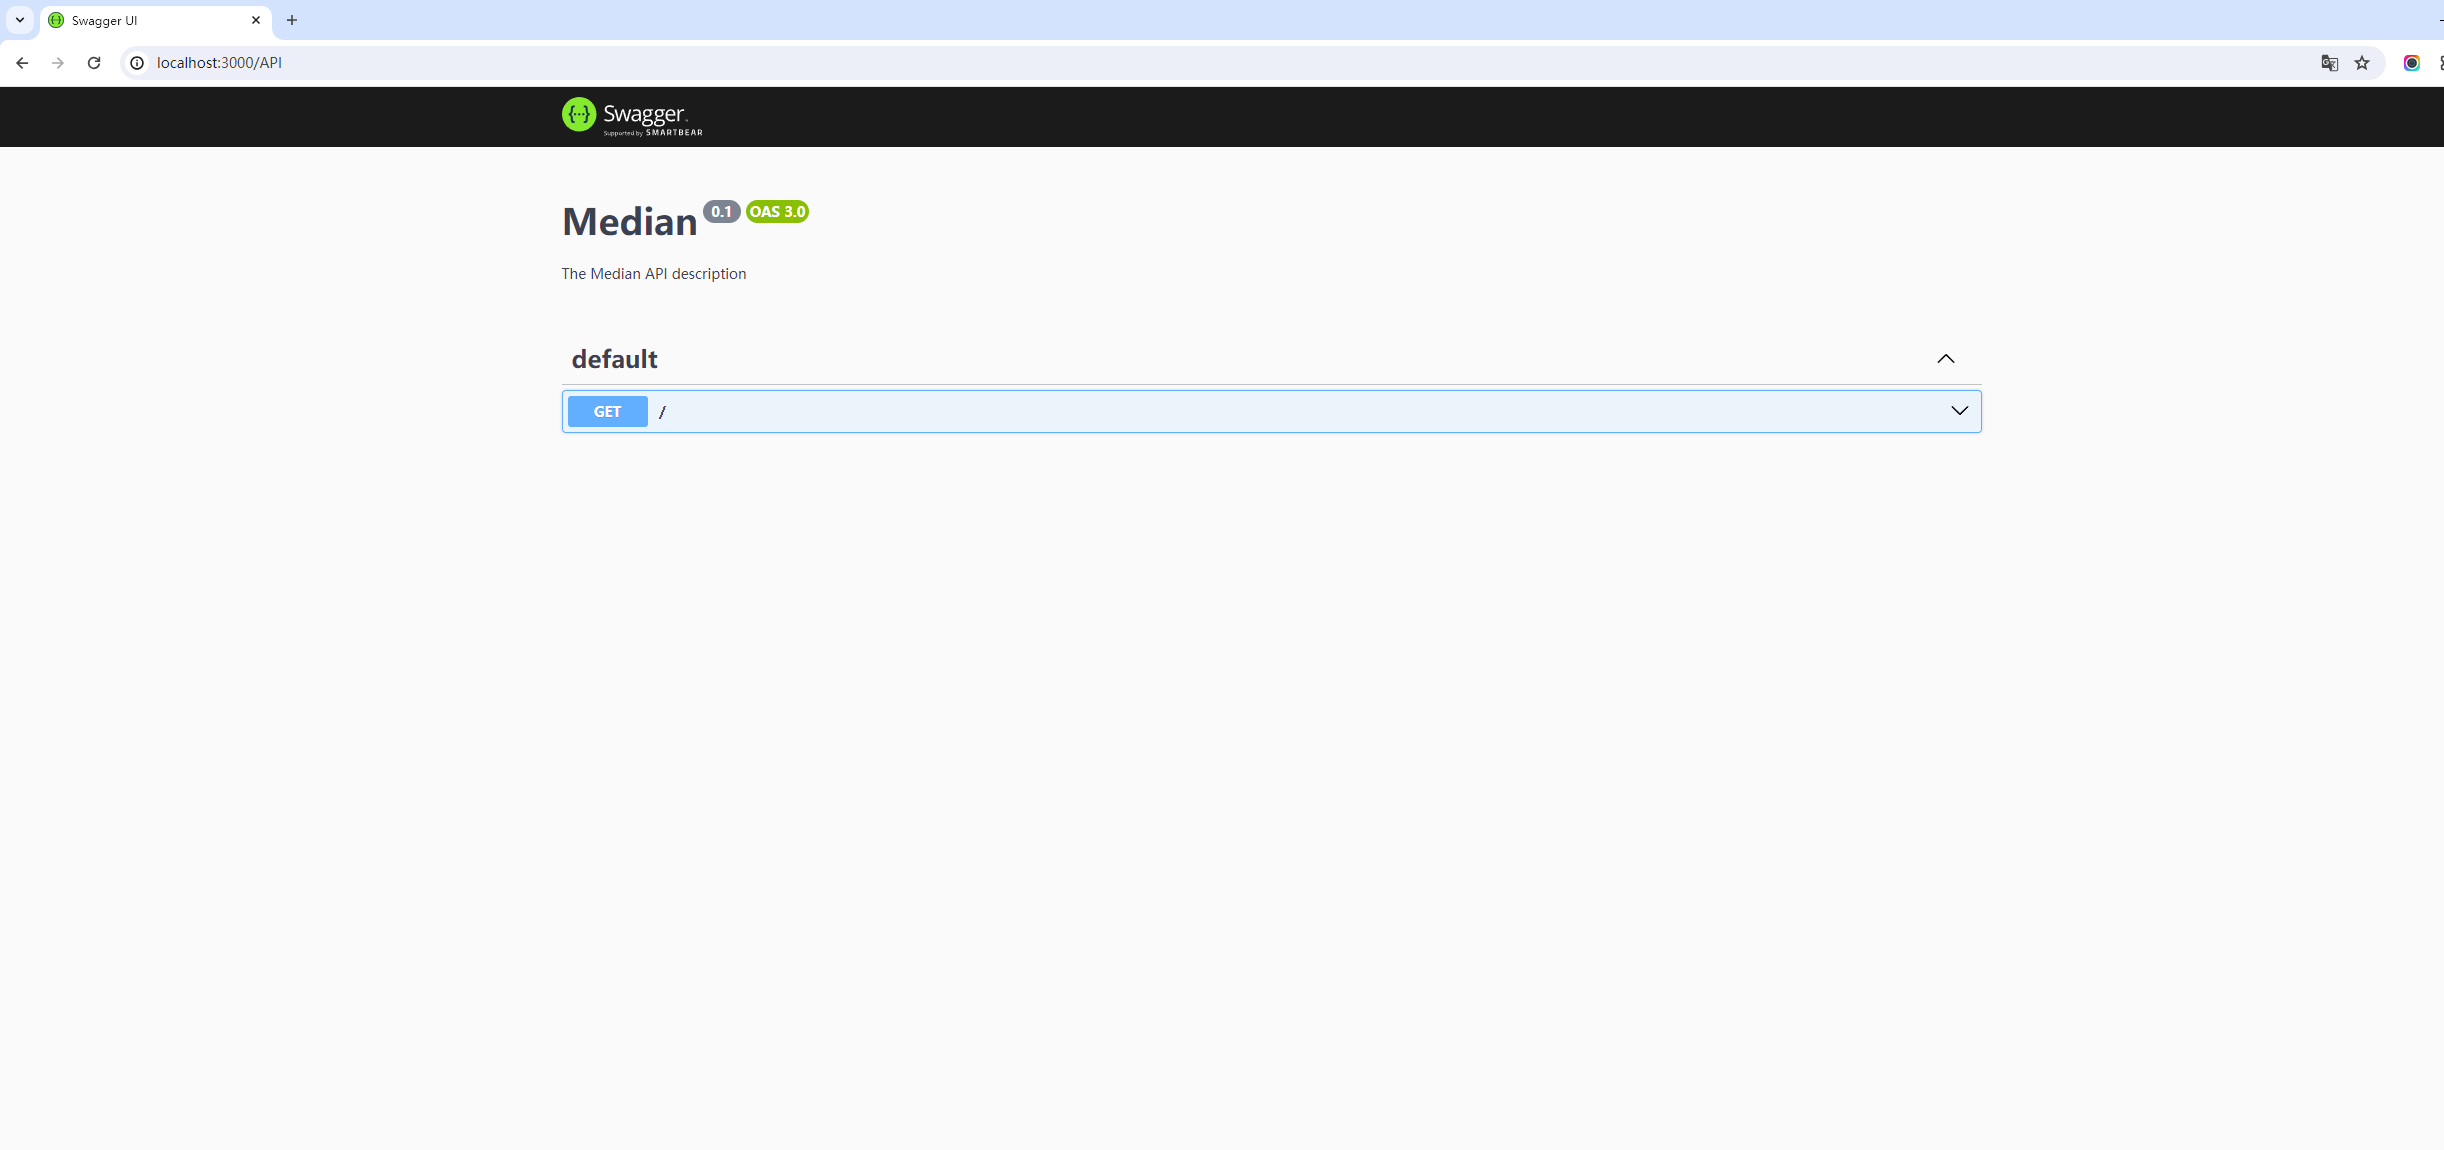 Swagger UI
localhost:3000/API
Swagger
Supported by SMARTBEAR
Median 0.1 OAS 3.0
The Median API description
default
GET /